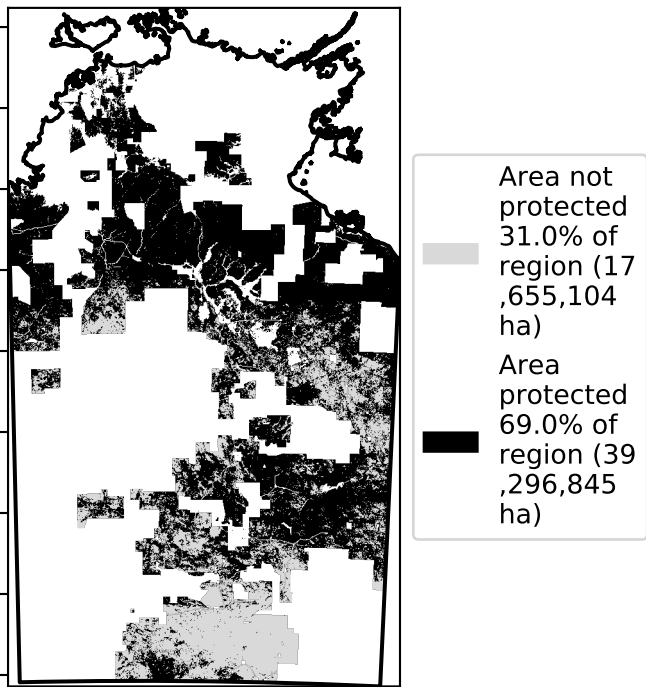 Area not
protected
31.0% of
region (17
,655,104
ha)
Area
protected
69.0% of
region (39
,296,845
ha)